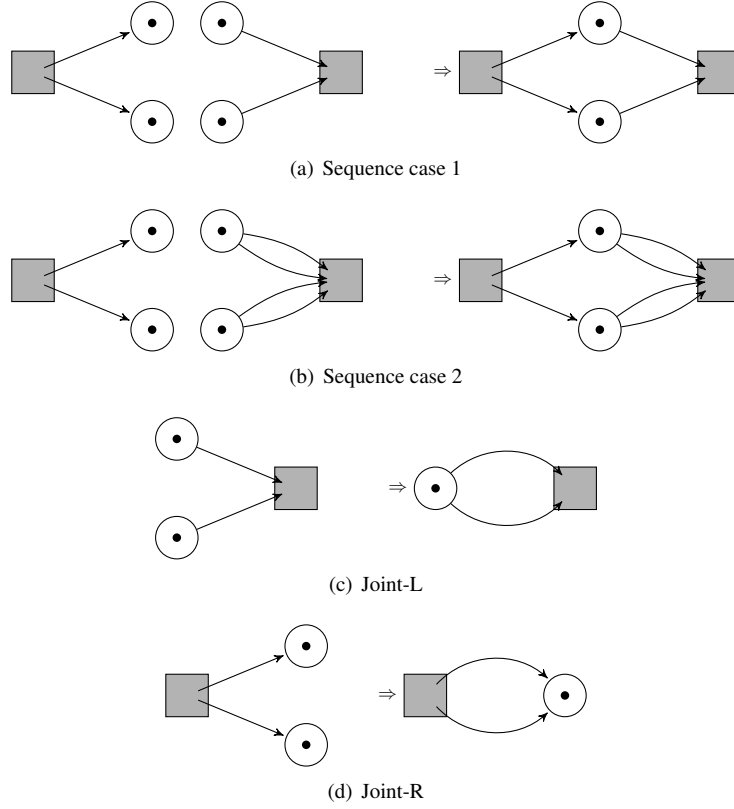 ⇒
(a) Sequence case 1
⇒
(b) Sequence case 2
⇒
(c) Joint-L
⇒
(d) Joint-R